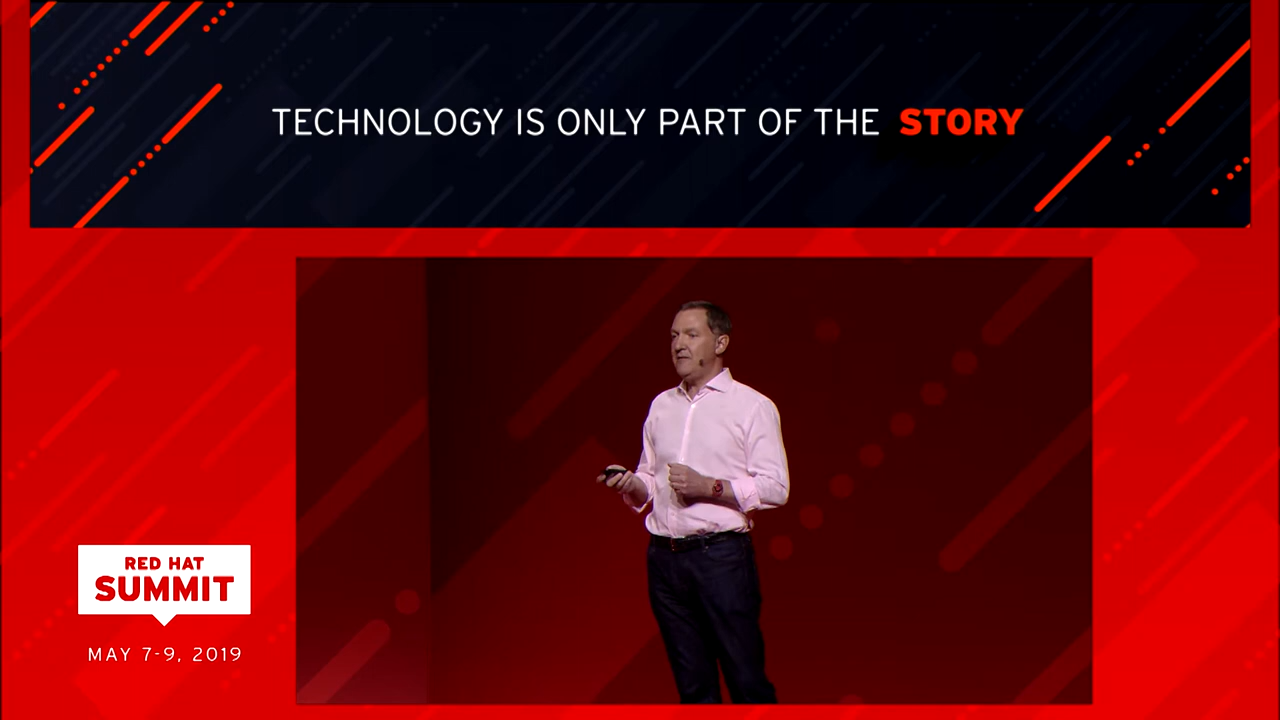 TECHNOLOGY IS ONLY PART OF THE STORY
RED HAT
SUMMIT
MAY 7-9, 2019